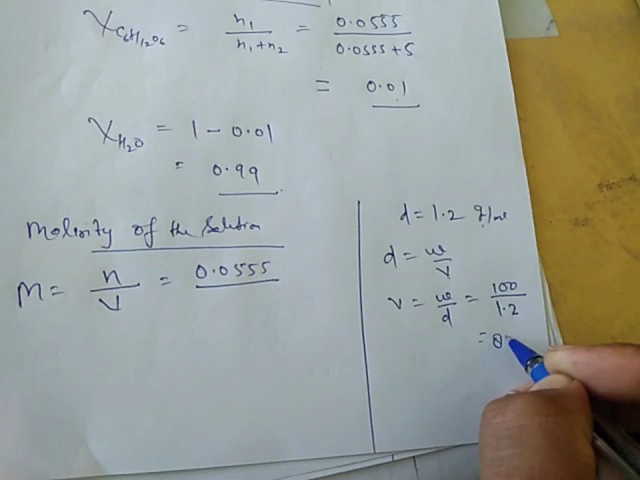 X C6H12O6 = n1 / n1+n2 = 0.0555 / 0.0555+5
= 0.01
X H2O = 1 - 0.01
= 0.99
Molarity of the Solution
M = n / V = 0.0555
d = 1.2 g/ml
d = w / V
V = w / d = 100 / 1.2
= 8